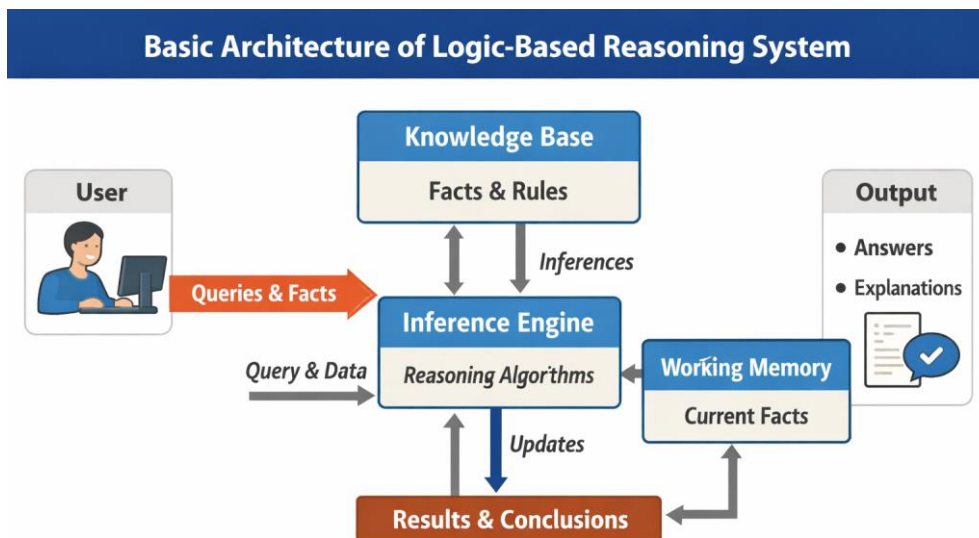 Basic Architecture of Logic-Based Reasoning System
Knowledge Base
Facts & Rules
User
Output
• Answers
• Explanations
Inferences
Queries & Facts
Inference Engine
Reasoning Algorithms
Query & Data
Working Memory
Current Facts
Updates
Results & Conclusions